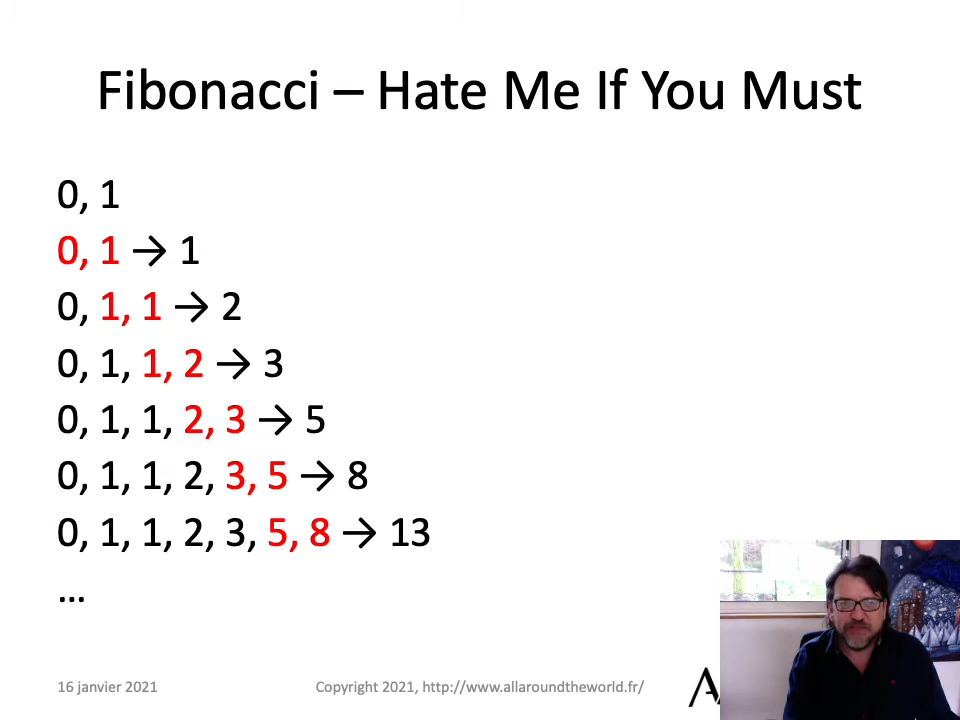 Fibonacci – Hate Me If You Must
0, 1
0, 1 → 1
0, 1, 1 → 2
0, 1, 1, 2 → 3
0, 1, 1, 2, 3 → 5
0, 1, 1, 2, 3, 5 → 8
0, 1, 1, 2, 3, 5, 8 → 13
…
16 janvier 2021
Copyright 2021, http://www.allaroundtheworld.fr/